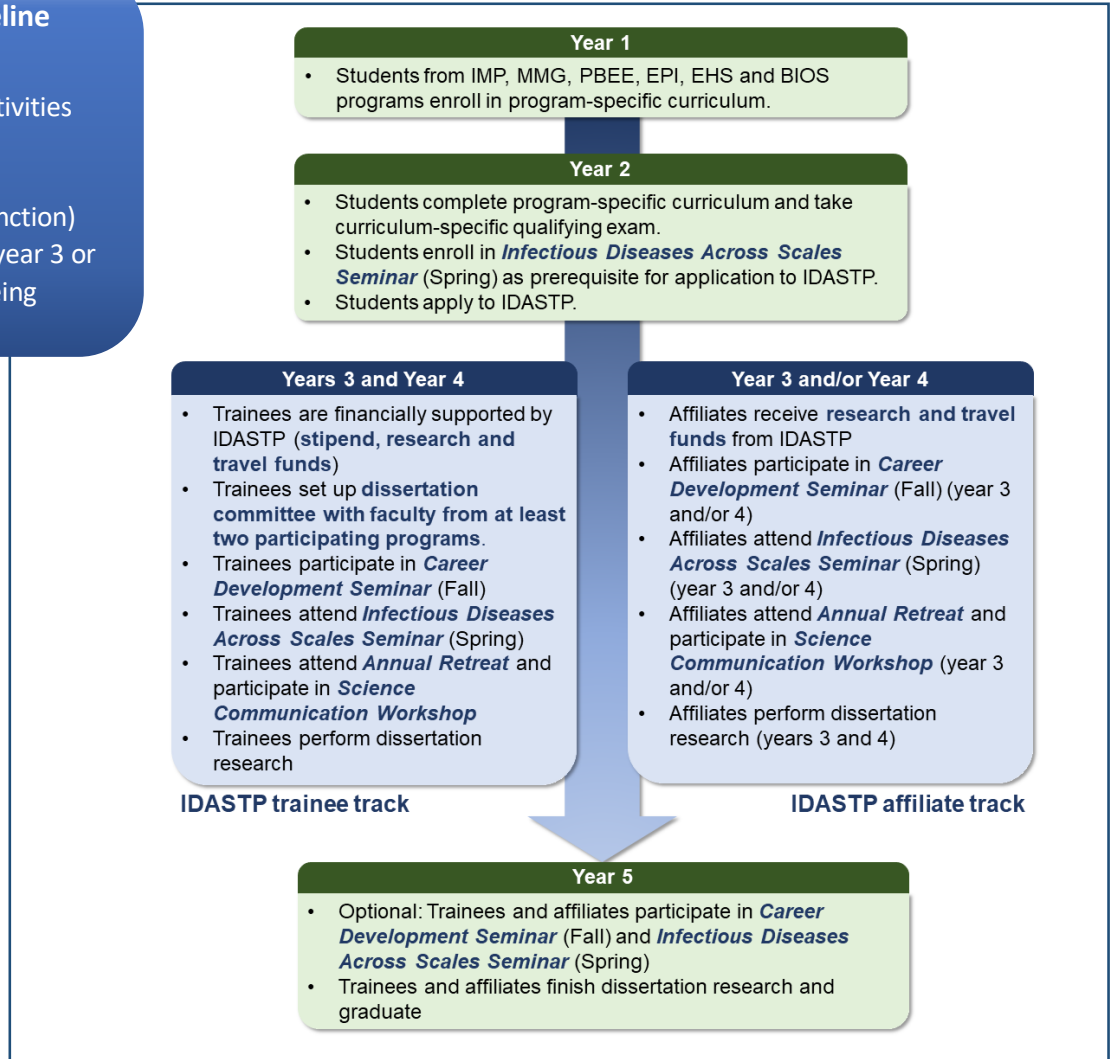 Year 1
• Students from IMP, MMG, PBEE, EPI, EHS and BIOS
programs enroll in program-specific curriculum.
Year 2
• Students complete program-specific curriculum and take
curriculum-specific qualifying exam.
• Students enroll in Infectious Diseases Across Scales
Seminar (Spring) as prerequisite for application to IDASTP.
• Students apply to IDASTP.
year 3 or
Years 3 and Year 4
• Trainees are financially supported by
IDASTP (stipend, research and
travel funds)
• Trainees set up dissertation
committee with faculty from at least
two participating programs.
• Trainees participate in Career
Development Seminar (Fall)
• Trainees attend Infectious Diseases
Across Scales Seminar (Spring)
• Trainees attend Annual Retreat and
participate in Science
Communication Workshop
• Trainees perform dissertation
research
IDASTP trainee track
Year 3 and/or Year 4
• Affiliates receive research and travel
funds from IDASTP
• Affiliates participate in Career
Development Seminar (Fall) (year 3
and/or 4)
• Affiliates attend Infectious Diseases
Across Scales Seminar (Spring)
(year 3 and/or 4)
• Affiliates attend Annual Retreat and
participate in Science
Communication Workshop (year 3
and/or 4)
• Affiliates perform dissertation
research (years 3 and 4)
IDASTP affiliate track
Year 5
• Optional: Trainees and affiliates participate in Career
Development Seminar (Fall) and Infectious Diseases
Across Scales Seminar (Spring)
• Trainees and affiliates finish dissertation research and
graduate